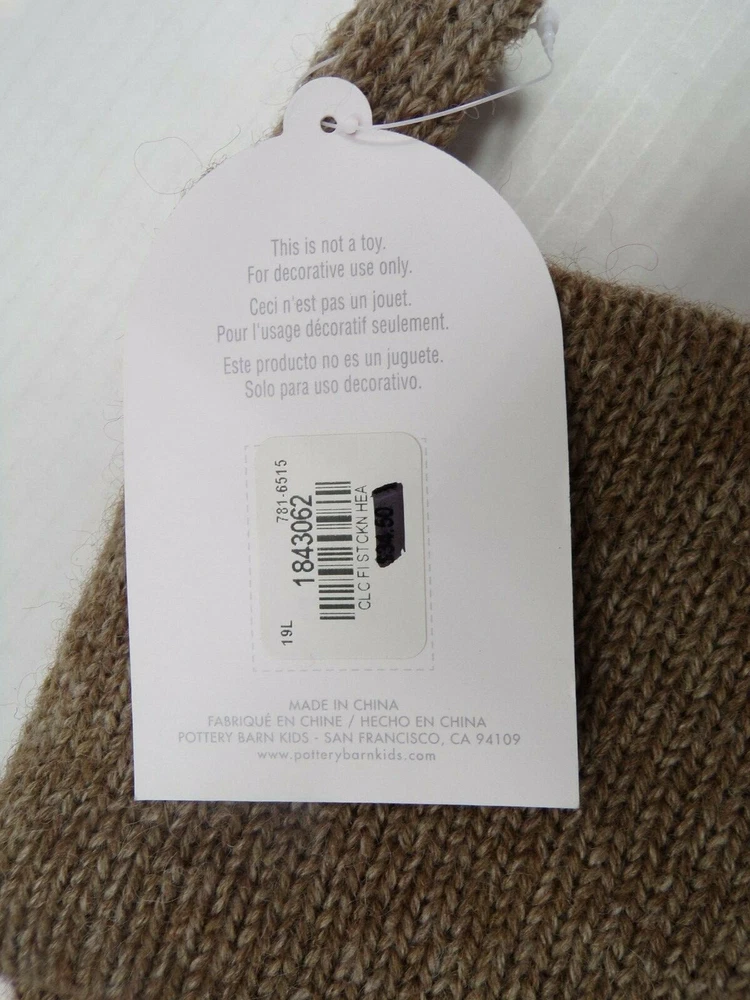 This is not a toy.
For decorative use only.
Ceci n'est pas un jouet.
Pour l'usage décoratif seulement.
Este producto no es un juguete.
Solo para uso decorativo.
19L 781-6515
1843062
CLC FI STCKN HEA
MADE IN CHINA
FABRIQUÉ EN CHINE / HECHO EN CHINA
POTTERY BARN KIDS - SAN FRANCISCO, CA 94109
www.potterybarnkids.com